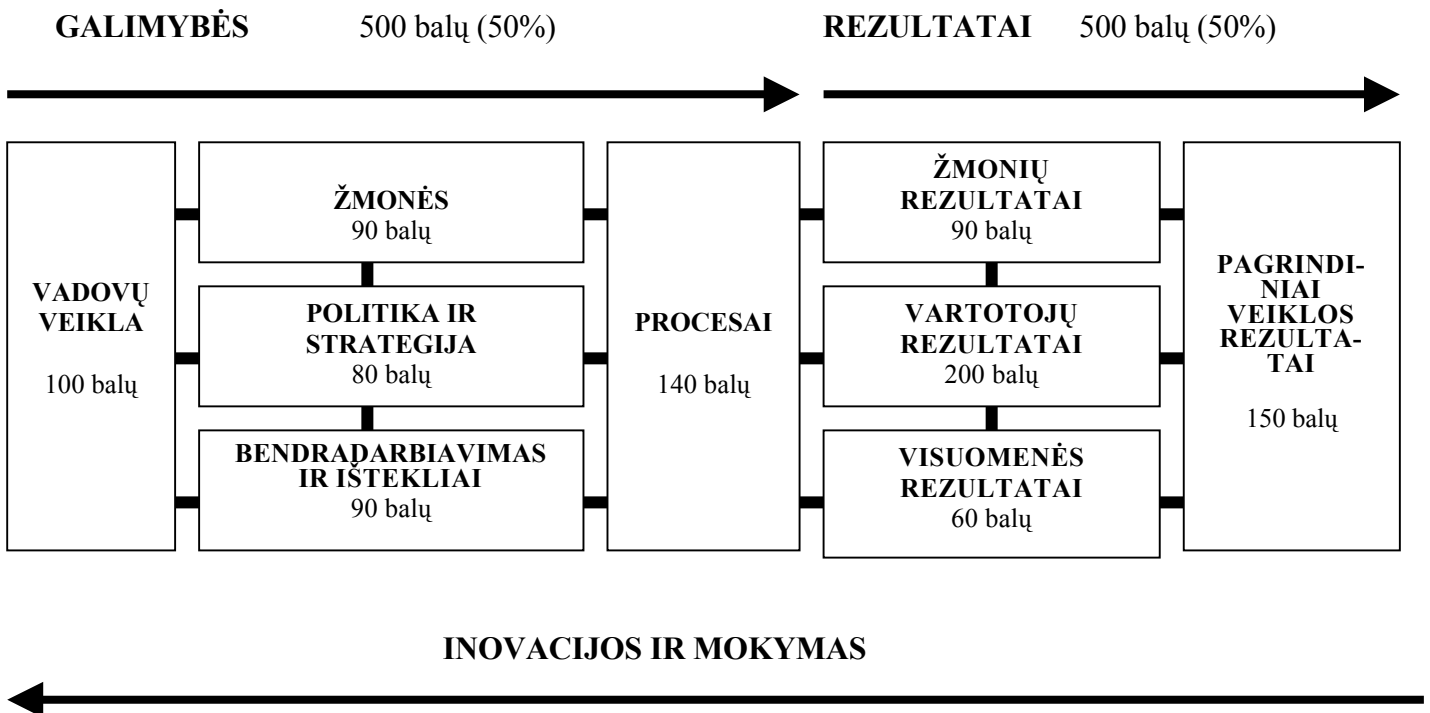 GALIMYBĖS 500 balų (50%)
REZULTATAI 500 balų (50%)
VADOVŲ
VEIKLA
100 balų
ŽMONĖS
90 balų
POLITIKA IR
STRATEGIJA
80 balų
BENDRADARBIAVIMAS
IR IŠTEKLIAI
90 balų
PROCESAI
140 balų
ŽMONIŲ
REZULTATAI
90 balų
VARTOTOJŲ
REZULTATAI
200 balų
VISUOMENĖS
REZULTATAI
60 balų
PAGRINDI-
NIAI
VEIKLOS
REZULTA-
TAI
150 balų
INOVACIJOS IR MOKYMAS